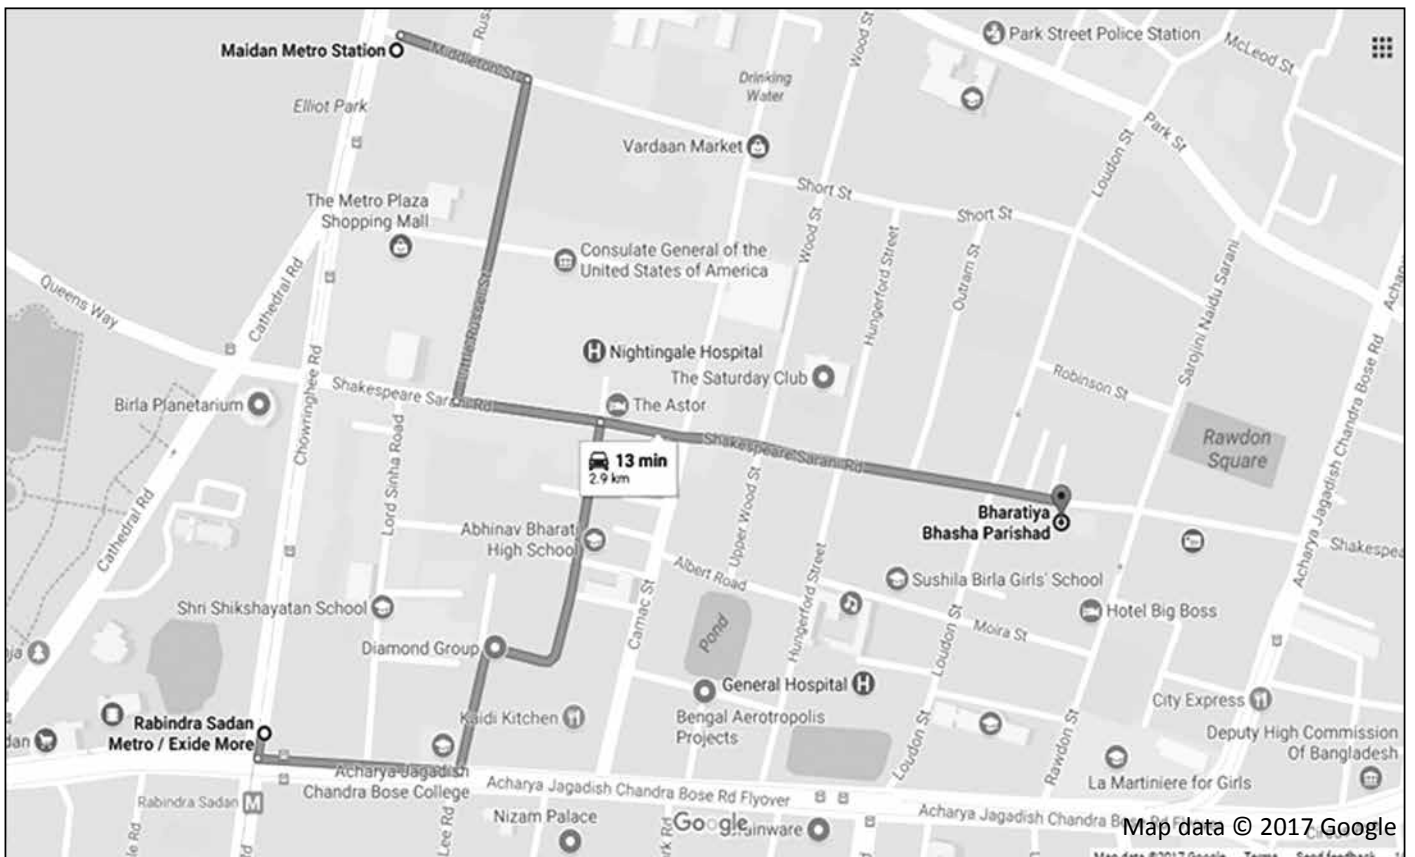 Maidan Metro Station
Middleton St
Elliot Park
Drinking
Water
Wood St
Park Street Police Station
McLeod St
Park St
Loudon St
Vardaan Market
Short St
Short St
The Metro Plaza
Shopping Mall
Consulate General of the
United States of America
Wood St
Hungerford Street
Outram St
Sarojini Naidu Sarani
Queens Way
Cathedral Rd
Chowringhee Rd
Nightingale Hospital
The Saturday Club
Robinson St
Acharya Jagadish Chandra Bose Rd
Birla Planetarium
Shakespeare Sarani Rd
The Astor
Shakespeare Sarani Rd
Rawdon
Square
13 min
2.9 km
Lord Sinha Road
Cathedral Rd
Upper Wood St
Bharatiya
Bhasha Parishad
Abhinav Bharati
High School
Albert Road
Hungerford Street
Sushila Birla Girls' School
Hotel Big Boss
Shri Shikshayatan School
Camac St
Pond
Loudon St
Moira St
Diamond Group
General Hospital
Kaidi Kitchen
Bengal Aerotropolis
Projects
City Express
Deputy High Commission
Of Bangladesh
Rabindra Sadan
Metro / Exide More
Loudon St
Rawdon St
La Martiniere for Girls
Acharya Jagadish
Chandra Bose College
Acharya Jagadish Chandra Bose Rd Flyover
Rabindra Sadan
M
Lee Rd
Nizam Palace
Google
Map data © 2017 Google